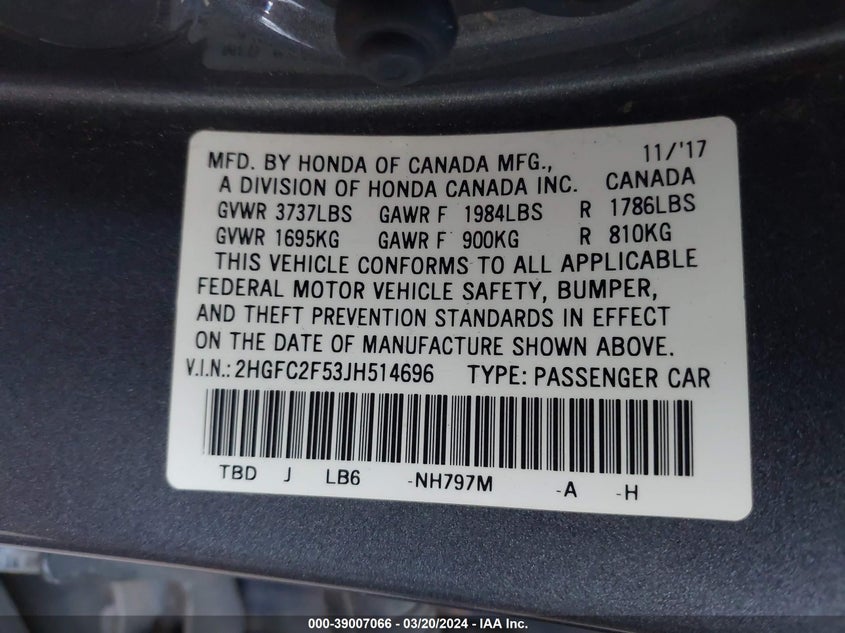 MFD. BY HONDA OF CANADA MFG., 11/'17
A DIVISION OF HONDA CANADA INC. CANADA
GVWR 3737LBS GAWR F 1984LBS R 1786LBS
GVWR 1695KG GAWR F 900KG R 810KG
THIS VEHICLE CONFORMS TO ALL APPLICABLE
FEDERAL MOTOR VEHICLE SAFETY, BUMPER,
AND THEFT PREVENTION STANDARDS IN EFFECT
ON THE DATE OF MANUFACTURE SHOWN ABOVE.
V.I.N.: 2HGFC2F53JH514696 TYPE: PASSENGER CAR
TBD J LB6 -NH797M -A -H
000-39007066 - 03/20/2024 - IAA Inc.